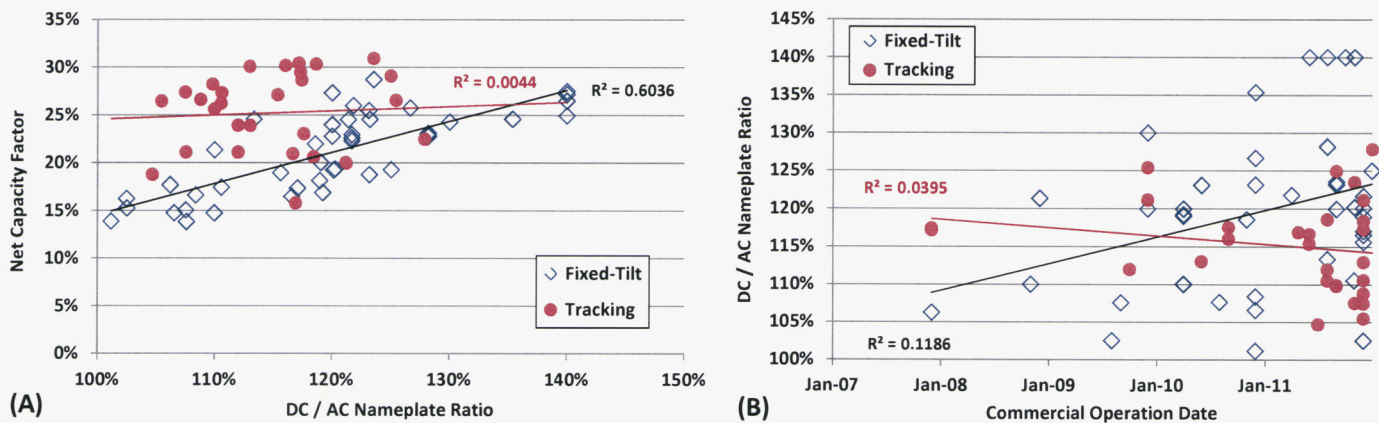 35%
30%
25%
20%
15%
10%
5%
0%
Net Capacity Factor
R² = 0.0044
R² = 0.6036
Fixed-Tilt
Tracking
100%
110%
120%
130%
140%
150%
DC / AC Nameplate Ratio
(A)
145%
140%
135%
130%
125%
120%
115%
110%
105%
100%
DC / AC Nameplate Ratio
Fixed-Tilt
Tracking
R² = 0.0395
R² = 0.1186
Jan-07
Jan-08
Jan-09
Jan-10
Jan-11
Commercial Operation Date
(B)